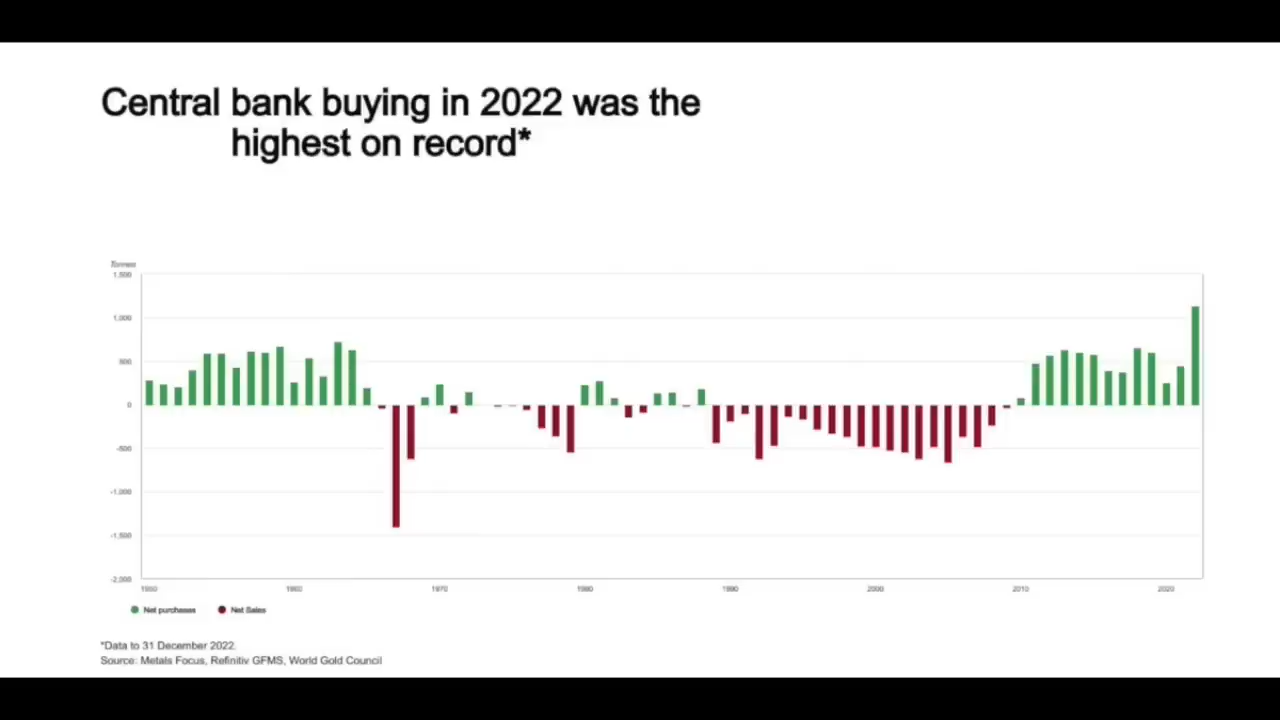 Central bank buying in 2022 was the
highest on record*
Tonnes
1,500
1,000
500
0
-500
-1,000
-1,500
-2,000
1950 1960 1970 1980 1990 2000 2010 2020
Net purchases Net Sales
*Data to 31 December 2022.
Source: Metals Focus, Refinitiv GFMS, World Gold Council